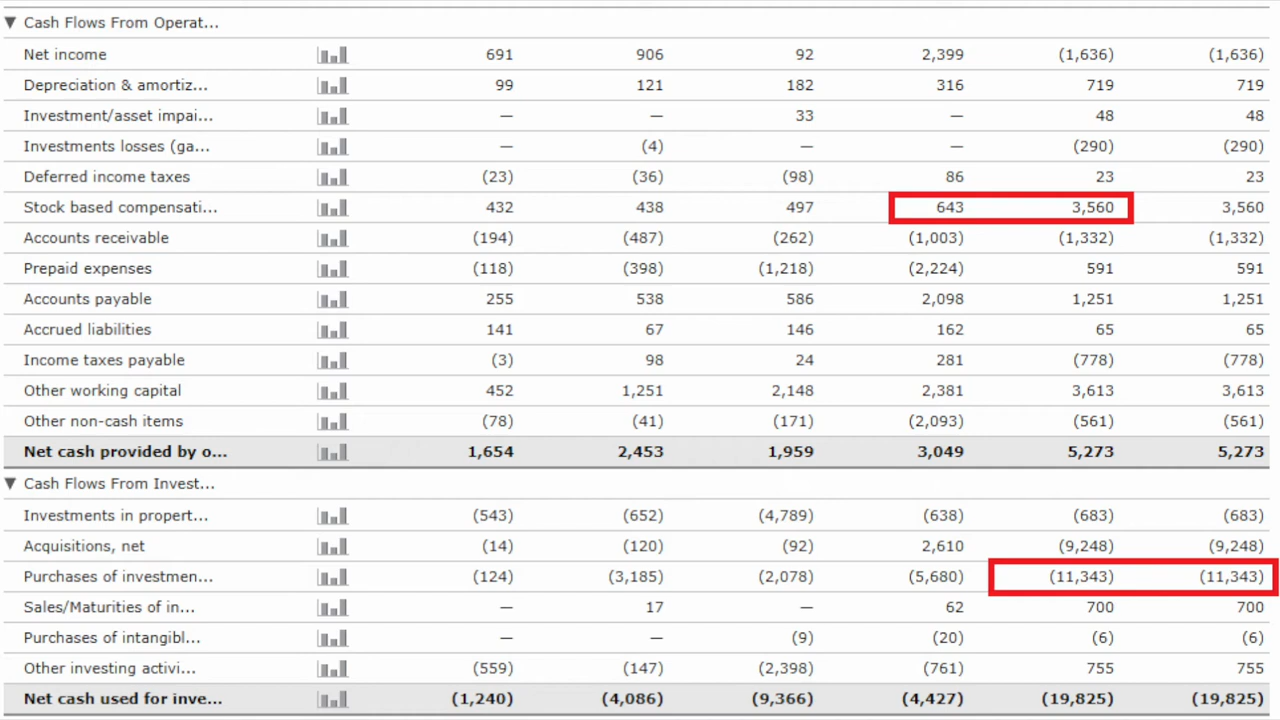 ▼ Cash Flows From Operat...
Net income 691 906 92 2,399 (1,636) (1,636)
Depreciation & amortiz... 99 121 182 316 719 719
Investment/asset impai... — — 33 — 48 48
Investments losses (ga... — (4) — — (290) (290)
Deferred income taxes (23) (36) (98) 86 23 23
Stock based compensati... 432 438 497 643 3,560 3,560
Accounts receivable (194) (487) (262) (1,003) (1,332) (1,332)
Prepaid expenses (118) (398) (1,218) (2,224) 591 591
Accounts payable 255 538 586 2,098 1,251 1,251
Accrued liabilities 141 67 146 162 65 65
Income taxes payable (3) 98 24 281 (778) (778)
Other working capital 452 1,251 2,148 2,381 3,613 3,613
Other non-cash items (78) (41) (171) (2,093) (561) (561)
Net cash provided by o... 1,654 2,453 1,959 3,049 5,273 5,273
▼ Cash Flows From Invest...
Investments in propert... (543) (652) (4,789) (638) (683) (683)
Acquisitions, net (14) (120) (92) 2,610 (9,248) (9,248)
Purchases of investmen... (124) (3,185) (2,078) (5,680) (11,343) (11,343)
Sales/Maturities of in... — 17 — 62 700 700
Purchases of intangibl... — — (9) (20) (6) (6)
Other investing activi... (559) (147) (2,398) (761) 755 755
Net cash used for inve... (1,240) (4,086) (9,366) (4,427) (19,825) (19,825)